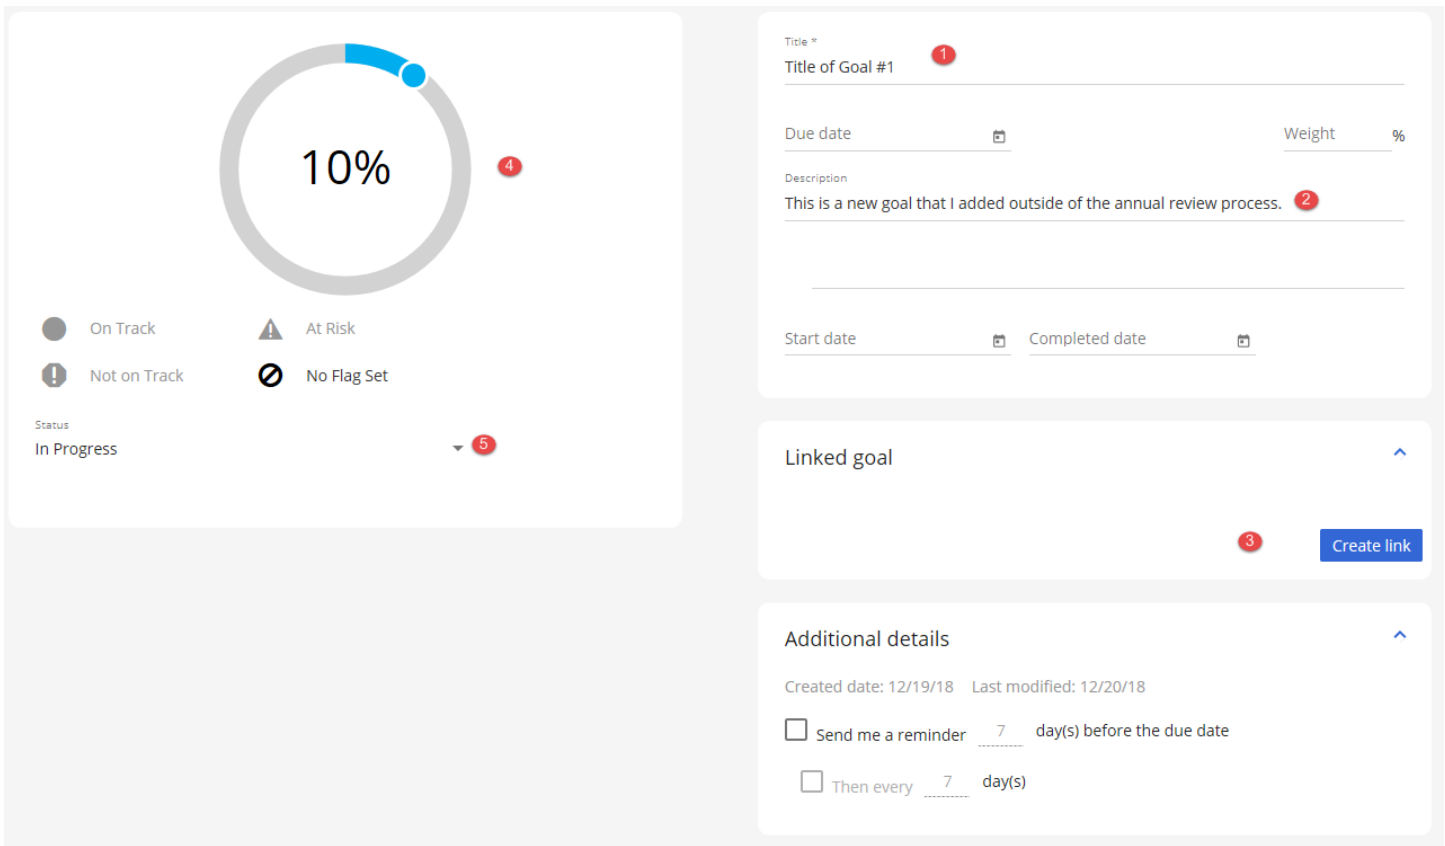 10%
4
On Track
At Risk
Not on Track
No Flag Set
Status
In Progress
5
Title *
Title of Goal #1
1
Due date
Weight %
Description
This is a new goal that I added outside of the annual review process.
2
Start date
Completed date
Linked goal
3
Create link
Additional details
Created date: 12/19/18 Last modified: 12/20/18
Send me a reminder 7 day(s) before the due date
Then every 7 day(s)